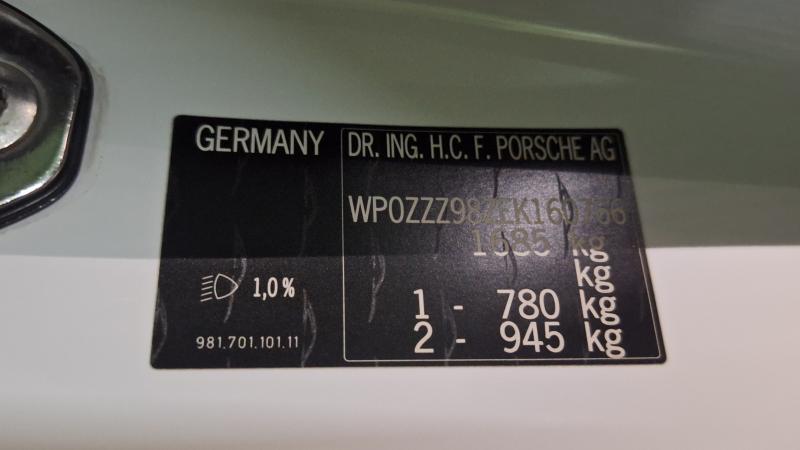 GERMANY
DR. ING. H.C. F. PORSCHE AG
WP0ZZZ98ZEK160766
1685 kg
kg
1 - 780 kg
2 - 945 kg
1,0 %
981.701.101.11